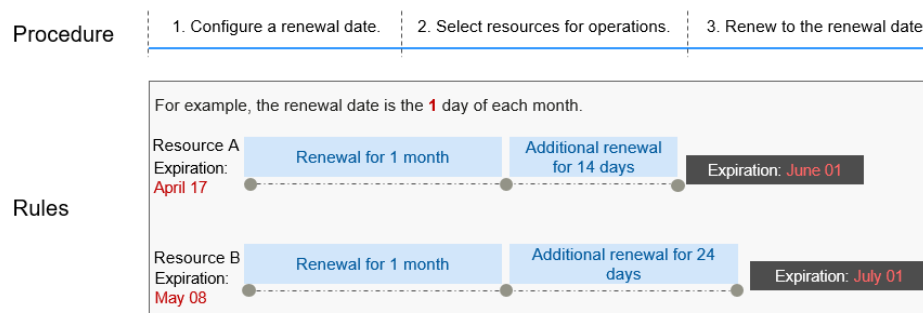 Procedure
1. Configure a renewal date.
2. Select resources for operations.
3. Renew to the renewal date
Rules
For example, the renewal date is the 1 day of each month.
Resource A
Expiration:
April 17
Renewal for 1 month
Additional renewal
for 14 days
Expiration: June 01
Resource B
Expiration:
May 08
Renewal for 1 month
Additional renewal for 24
days
Expiration: July 01